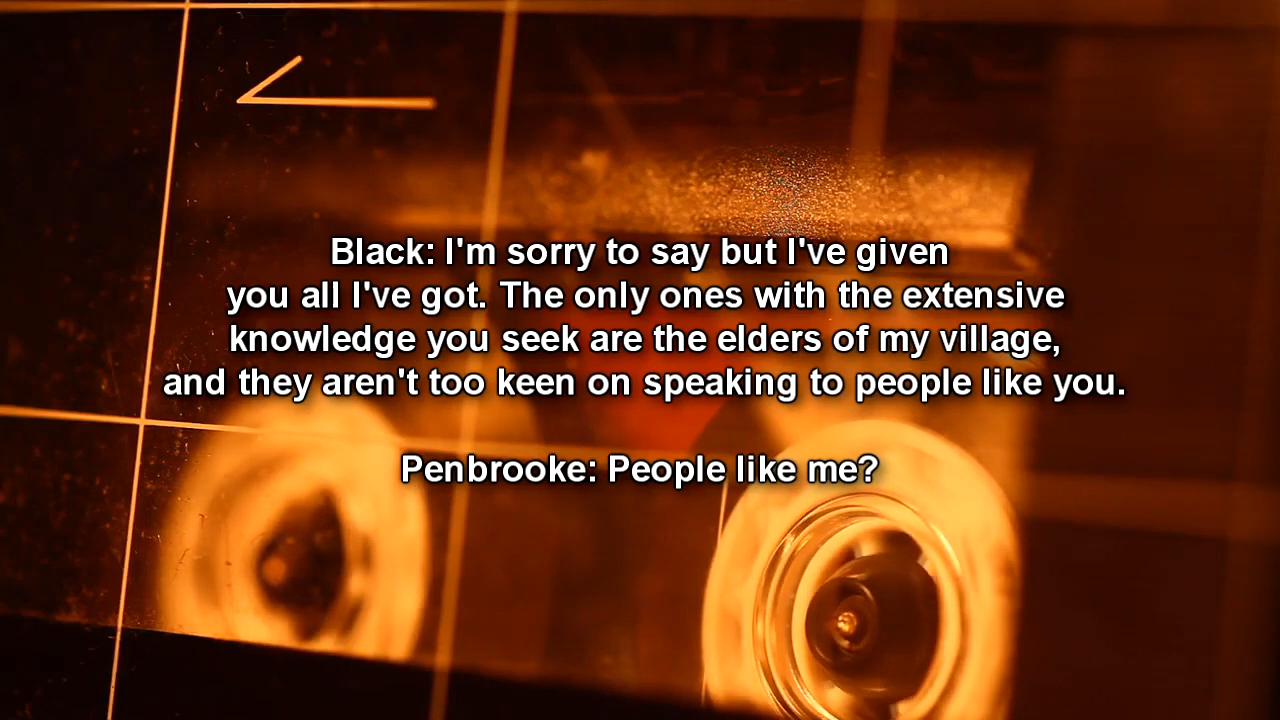 Black: I'm sorry to say but I've given
you all I've got. The only ones with the extensive
knowledge you seek are the elders of my village,
and they aren't too keen on speaking to people like you.
Penbrooke: People like me?